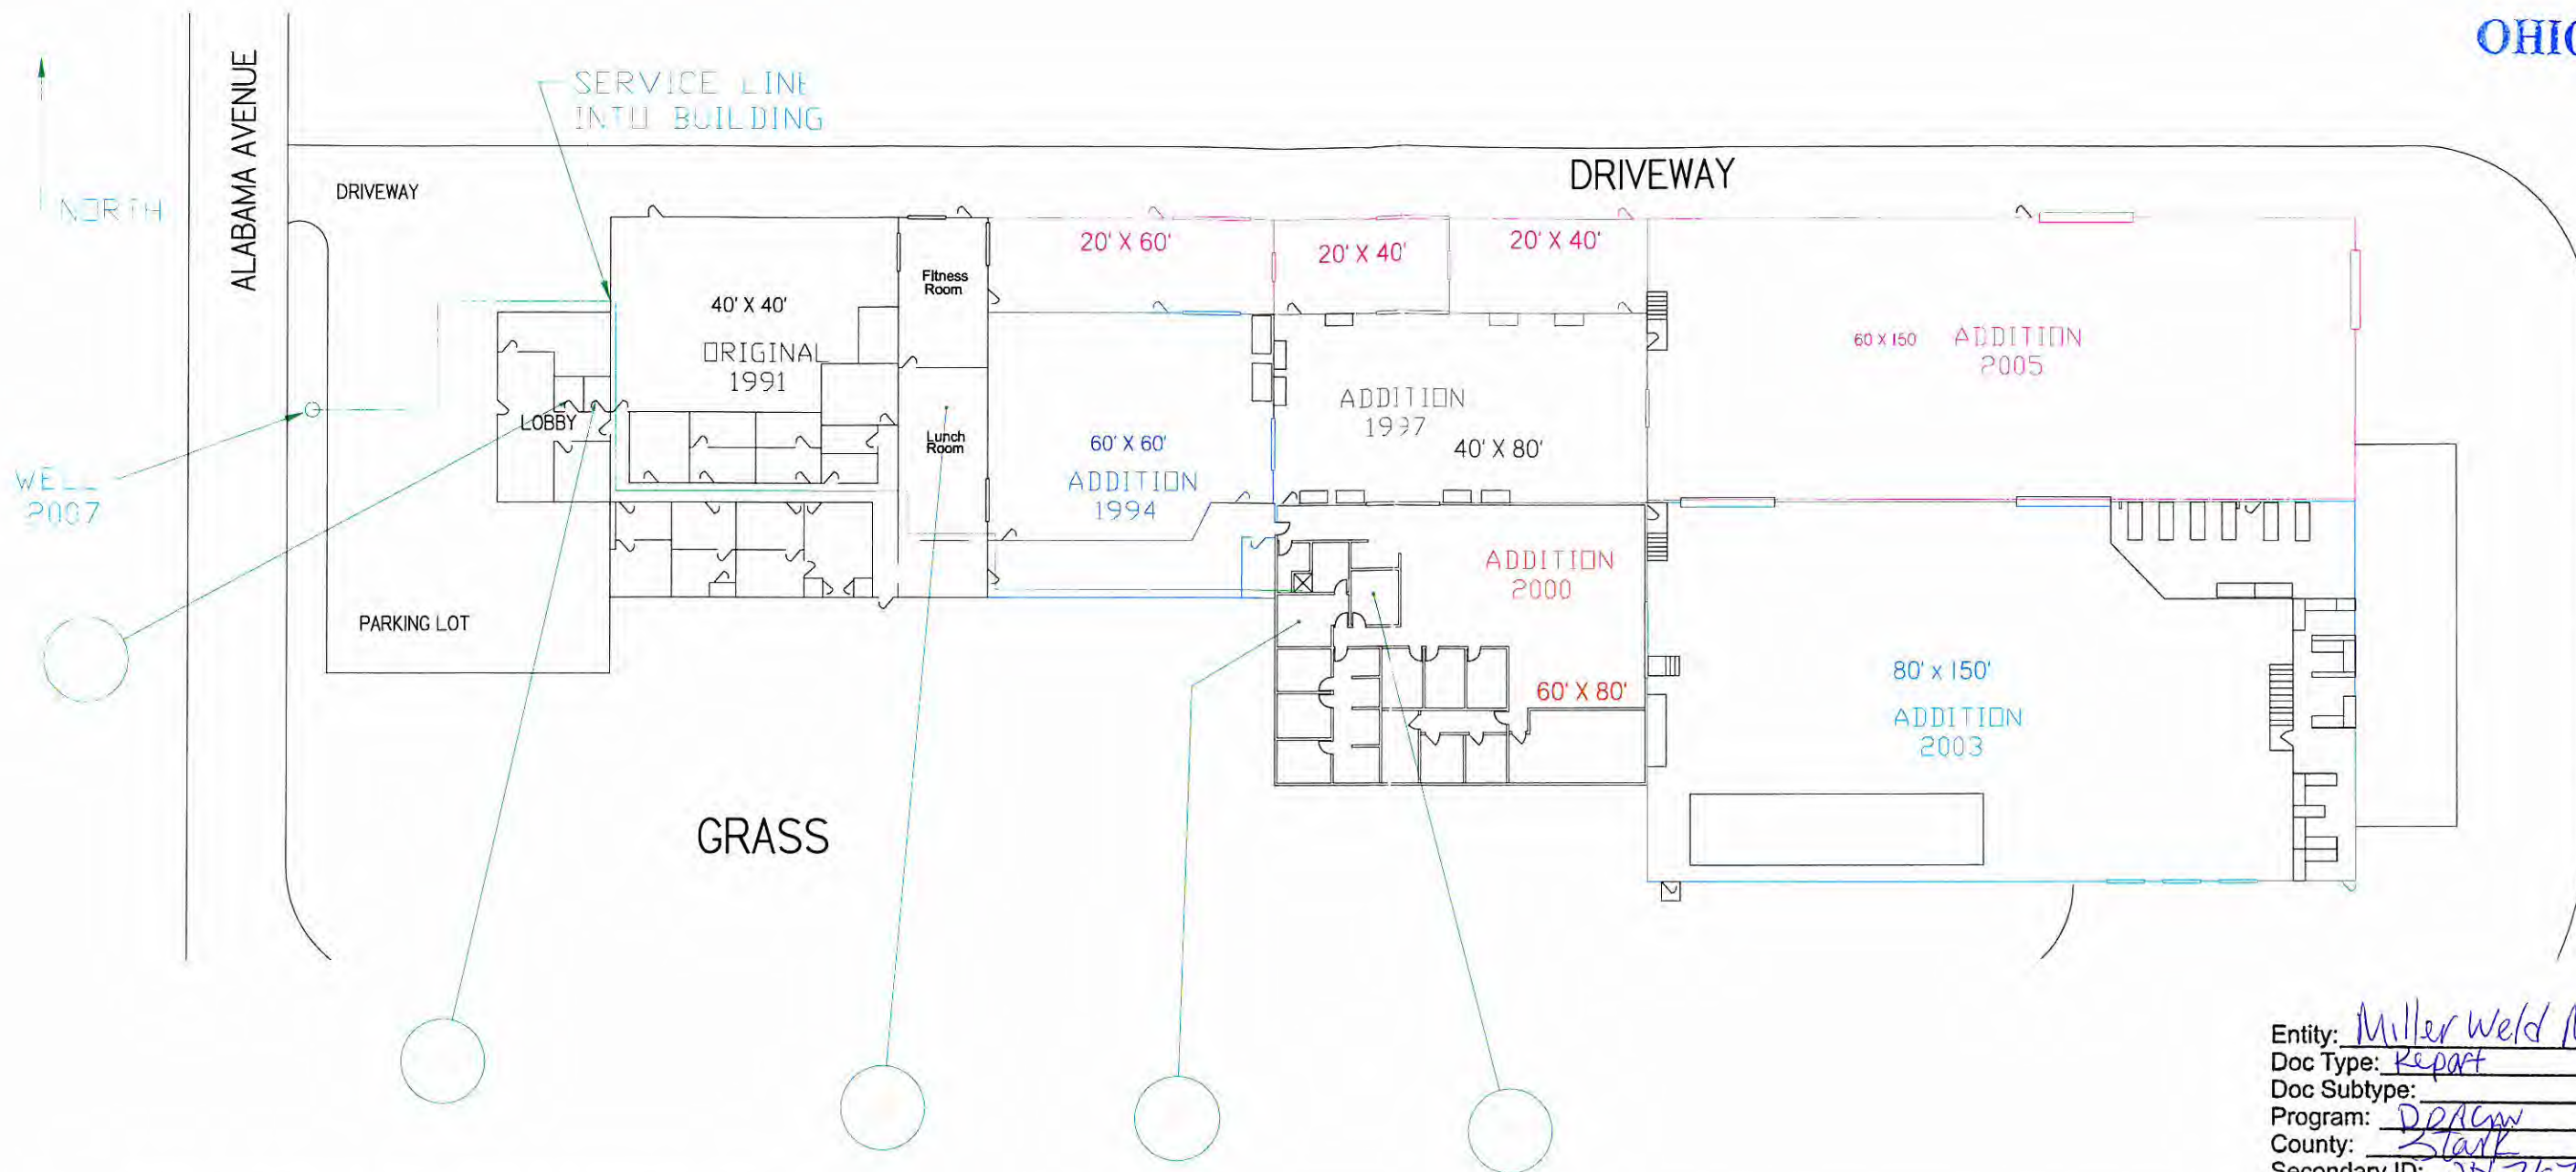 SERVICE LINE
INTO BUILDING
ALABAMA AVENUE
NORTH
DRIVEWAY
DRIVEWAY
20' X 60'
20' X 40'
20' X 40'
Fitness
Room
40' X 40'
ORIGINAL
1991
60 X 150 ADDITION
2005
LOBBY
Lunch
Room
ADDITION
1997
40' X 80'
60' X 60'
ADDITION
1994
WELL
2007
ADDITION
2000
PARKING LOT
60' X 80'
80' x 150'
ADDITION
2003
GRASS
Entity: Miller Weld
Doc Type: Report
Doc Subtype:
Program:
County: Stark
Secondary ID: